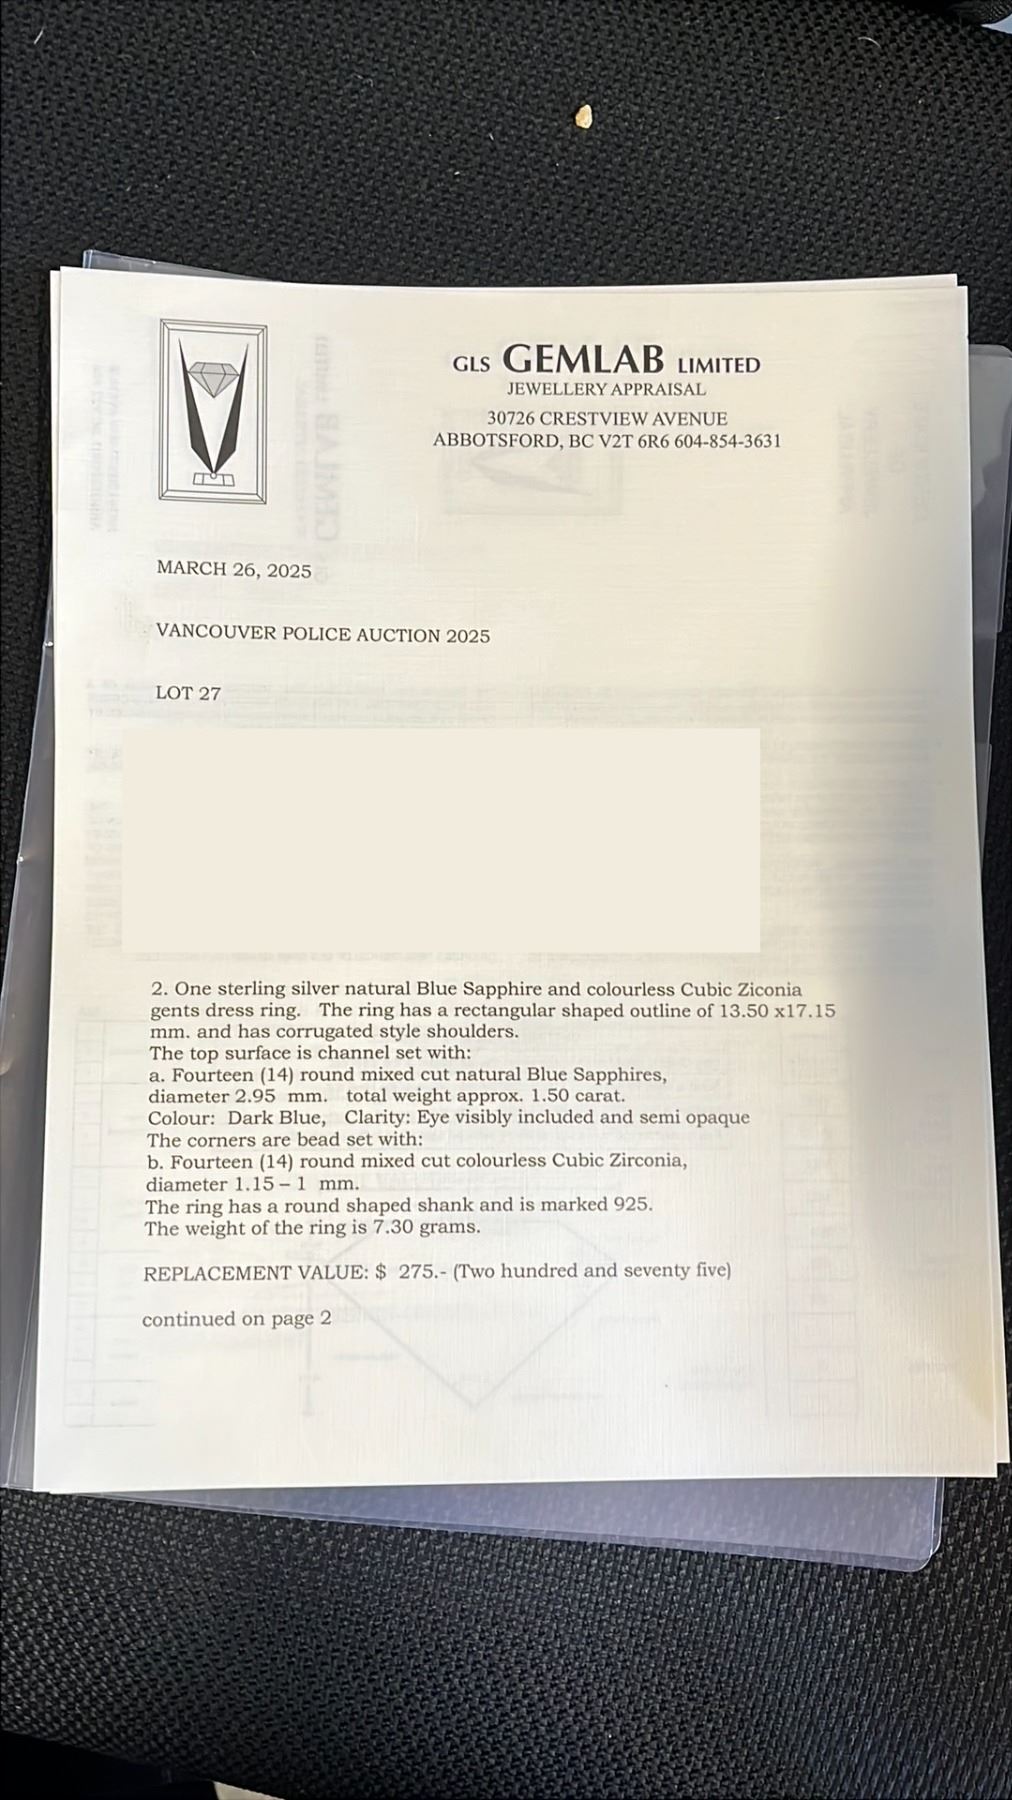 GLS GEMLAB LIMITED
JEWELLERY APPRAISAL
30726 CRESTVIEW AVENUE
ABBOTSFORD, BC V2T 6R6 604-854-3631
MARCH 26, 2025
VANCOUVER POLICE AUCTION 2025
LOT 27
2. One sterling silver natural Blue Sapphire and colourless Cubic Ziconia
gents dress ring. The ring has a rectangular shaped outline of 13.50 x17.15
mm. and has corrugated style shoulders.
The top surface is channel set with:
a. Fourteen (14) round mixed cut natural Blue Sapphires,
diameter 2.95 mm. total weight approx. 1.50 carat.
Colour: Dark Blue, Clarity: Eye visibly included and semi opaque
The corners are bead set with:
b. Fourteen (14) round mixed cut colourless Cubic Zirconia,
diameter 1.15 – 1 mm.
The ring has a round shaped shank and is marked 925.
The weight of the ring is 7.30 grams.
REPLACEMENT VALUE: $ 275.- (Two hundred and seventy five)
continued on page 2